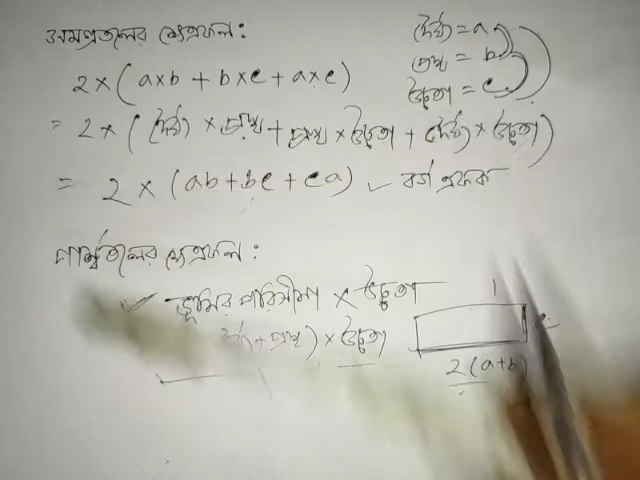 সমগ্রতলের ক্ষেত্রফল:
দৈর্ঘ্য = a
প্রস্থ = b
উচ্চতা = c
2 × (a×b + b×c + a×c)
= 2 × (দৈর্ঘ্য × প্রস্থ + প্রস্থ × উচ্চতা + দৈর্ঘ্য × উচ্চতা)
= 2 × (ab + bc + ca) বর্গ একক
পার্শ্বতলের ক্ষেত্রফল:
ভূমির পরিসীমা × উচ্চতা
+ প্রস্থ) × উচ্চতা
2(a+b)